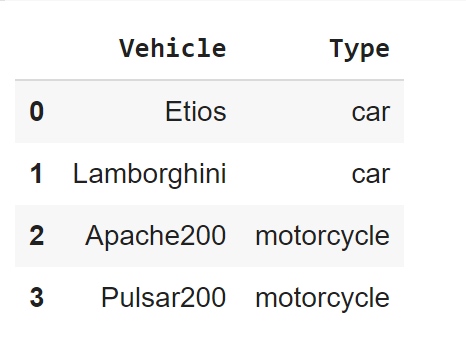 Vehicle Type
0 Etios car
1 Lamborghini car
2 Apache200 motorcycle
3 Pulsar200 motorcycle